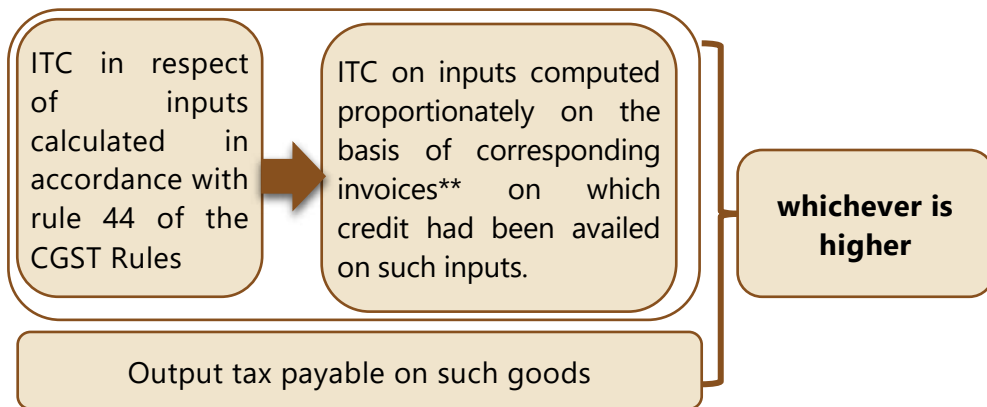 ITC in respect
of inputs
calculated in
accordance with
rule 44 of the
CGST Rules
ITC on inputs computed
proportionately on the
basis of corresponding
invoices** on which
credit had been availed
on such inputs.
whichever is
higher
Output tax payable on such goods